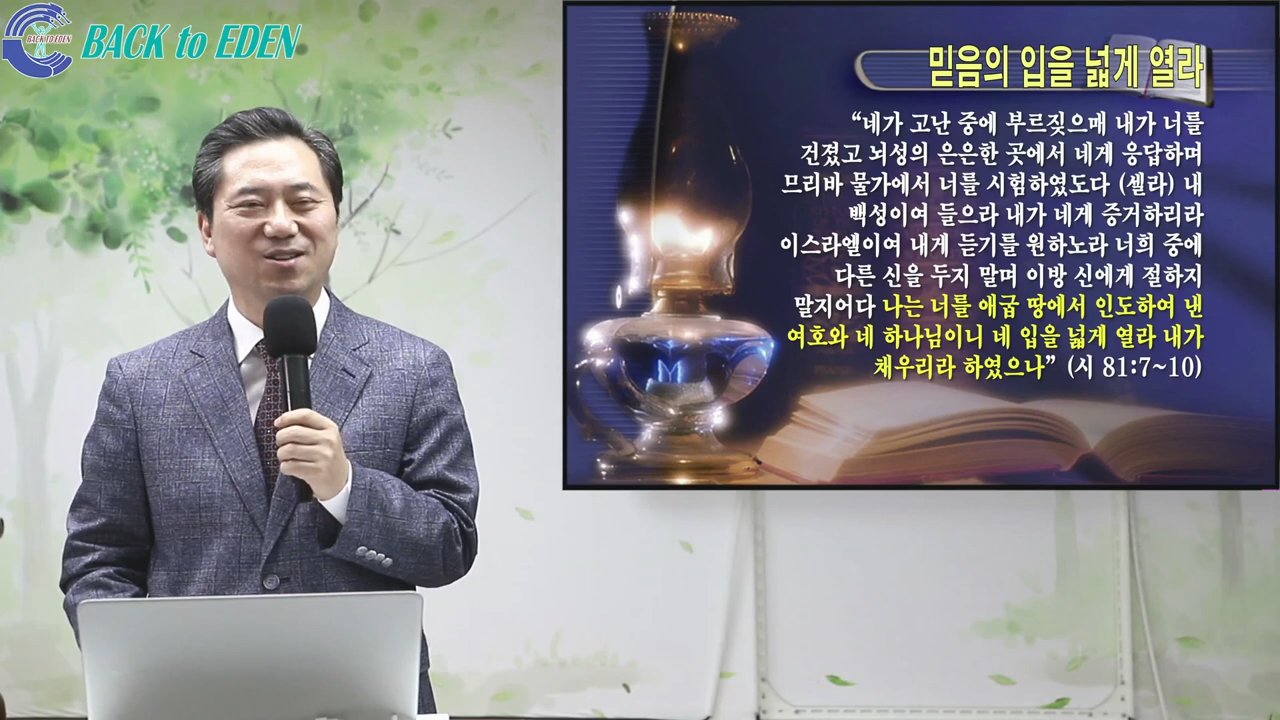 BACK TO EDEN
BACK to EDEN
믿음의 입을 넓게 열라
“네가 고난 중에 부르짖으매 내가 너를
건졌고 뇌성의 은은한 곳에서 네게 응답하며
므리바 물가에서 너를 시험하였도다 (셀라) 내
백성이여 들으라 내가 네게 증거하리라
이스라엘이여 내게 듣기를 원하노라 너희 중에
다른 신을 두지 말며 이방 신에게 절하지
말지어다 나는 너를 애굽 땅에서 인도하여 낸
여호와 네 하나님이니 네 입을 넓게 열라 내가
채우리라 하였으나” (시 81:7~10)